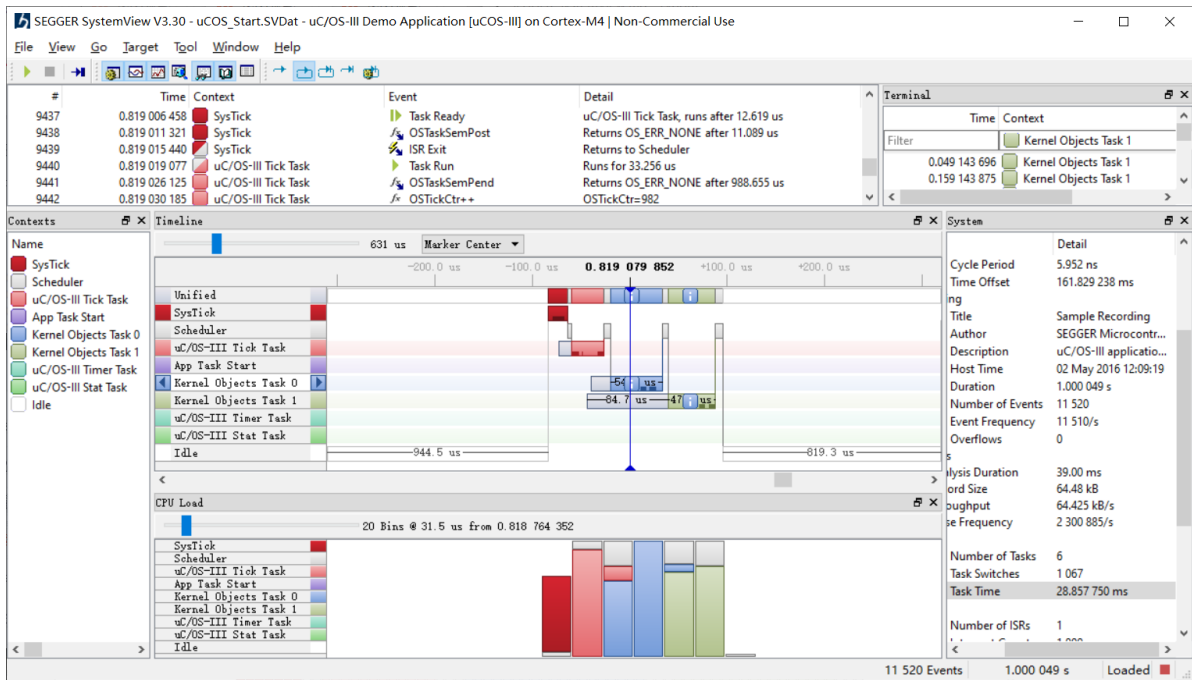 SEGGER SystemView V3.30 - uCOS_Start.SVDat - uC/OS-III Demo Application [uCOS-III] on Cortex-M4 | Non-Commercial Use
File View Go Target Tool Window Help
# Time Context Event Detail
9437 0.819 006 458 SysTick Task Ready uC/OS-III Tick Task, runs after 12.619 us
9438 0.819 011 321 SysTick OSTaskSemPost Returns OS_ERR_NONE after 11.089 us
9439 0.819 015 440 SysTick ISR Exit Returns to Scheduler
9440 0.819 019 077 uC/OS-III Tick Task Task Run Runs for 33.256 us
9441 0.819 026 125 uC/OS-III Tick Task OSTaskSemPend Returns OS_ERR_NONE after 988.655 us
9442 0.819 030 185 uC/OS-III Tick Task OSTickCtr++ OSTickCtr=982
Terminal
Time Context
Filter Kernel Objects Task 1
0.049 143 696 Kernel Objects Task 1
0.159 143 875 Kernel Objects Task 1
Contexts
Name
SysTick
Scheduler
uC/OS-III Tick Task
App Task Start
Kernel Objects Task 0
Kernel Objects Task 1
uC/OS-III Timer Task
uC/OS-III Stat Task
Idle
Timeline
631 us Marker Center
-200.0 us -100.0 us 0.819 079 852 +100.0 us +200.0 us
Unified
SysTick
Scheduler
uC/OS-III Tick Task
App Task Start
Kernel Objects Task 0 us
Kernel Objects Task 1 84.7 us 47 us
uC/OS-III Timer Task
uC/OS-III Stat Task
Idle 944.5 us 819.3 us
CPU Load
20 Bins @ 31.5 us from 0.818 764 352
SysTick
Scheduler
uC/OS-III Tick Task
App Task Start
Kernel Objects Task 0
Kernel Objects Task 1
uC/OS-III Timer Task
uC/OS-III Stat Task
Idle
System
Detail
Cycle Period 5.952 ns
Time Offset 161.829 238 ms
ng
Title Sample Recording
Author SEGGER Microcontr...
Description uC/OS-III applicatio...
Host Time 02 May 2016 12:09:19
Duration 1.000 049 s
Number of Events 11 520
Event Frequency 11 510/s
Overflows 0
s
lysis Duration 39.00 ms
ord Size 64.48 kB
oughput 64.425 kB/s
se Frequency 2 300 885/s
Number of Tasks 6
Task Switches 1 067
Task Time 28.857 750 ms
Number of ISRs 1
11 520 Events 1.000 049 s Loaded